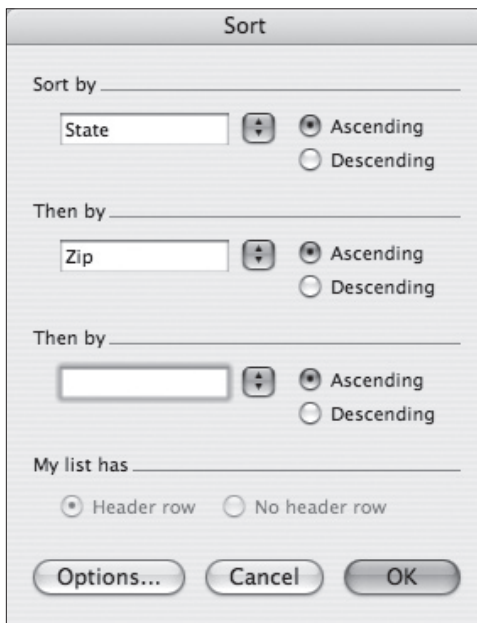 Sort
Sort by
State
Ascending
Descending
Then by
Zip
Ascending
Descending
Then by
Ascending
Descending
My list has
Header row No header row
Options... Cancel OK